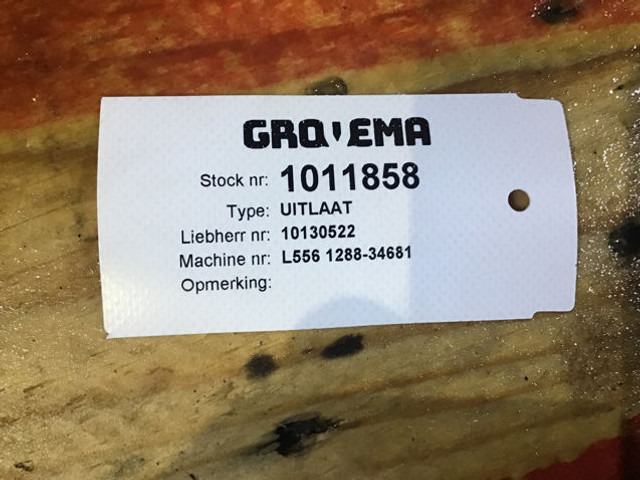 GROVEMA
Stock nr: 1011858
Type: UITLAAT
Liebherr nr: 10130522
Machine nr: L556 1288-34681
Opmerking: